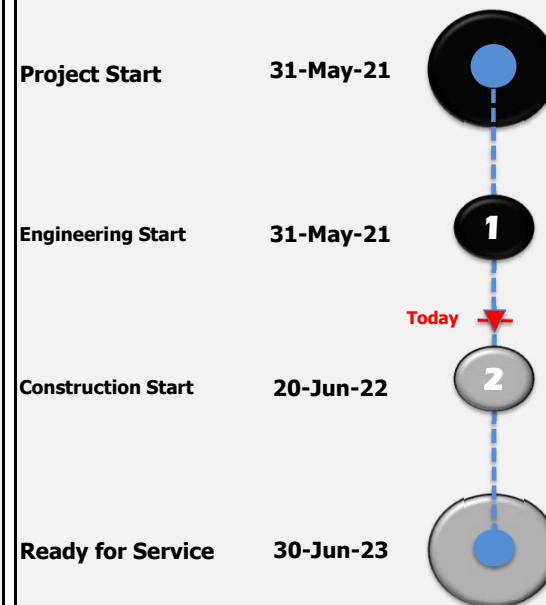 Project Start 31-May-21
Engineering Start 31-May-21 1
Today
Construction Start 20-Jun-22 2
Ready for Service 30-Jun-23